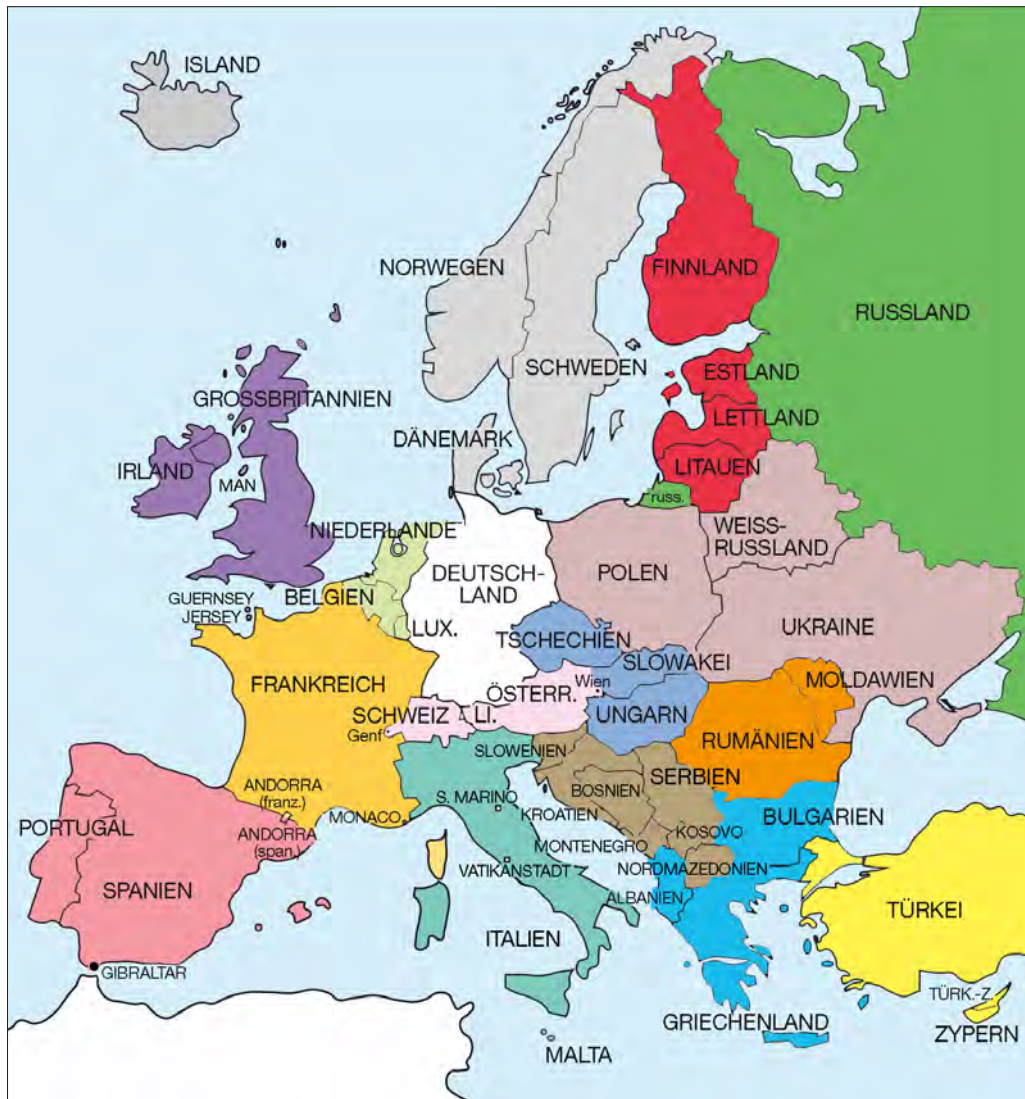 ISLAND
NORWEGEN
FINNLAND
RUSSLAND
SCHWEDEN
ESTLAND
GROSSBRITANNIEN
LETTLAND
DÄNEMARK
IRLAND
LITAUEN
MAN
russ.
NIEDERLANDE
WEISS-
RUSSLAND
DEUTSCH-
LAND
POLEN
GUERNSEY
JERSEY
BELGIEN
LUX.
TSCHECHIEN
UKRAINE
SLOWAKEI
FRANKREICH
Wien
MOLDAWIEN
ÖSTERR.
SCHWEIZ
LI.
UNGARN
Genf
RUMÄNIEN
SLOWENIEN
SERBIEN
ANDORRA
(franz.)
BOSNIEN
S. MARINO
MONACO
KROATIEN
BULGARIEN
PORTUGAL
ANDORRA
(span.)
KOSOVO
MONTENEGRO
VATIKANSTADT
NORDMAZEDONIEN
SPANIEN
ALBANIEN
TÜRKEI
ITALIEN
GIBRALTAR
TÜRK.-Z.
GRIECHENLAND
ZYPERN
MALTA